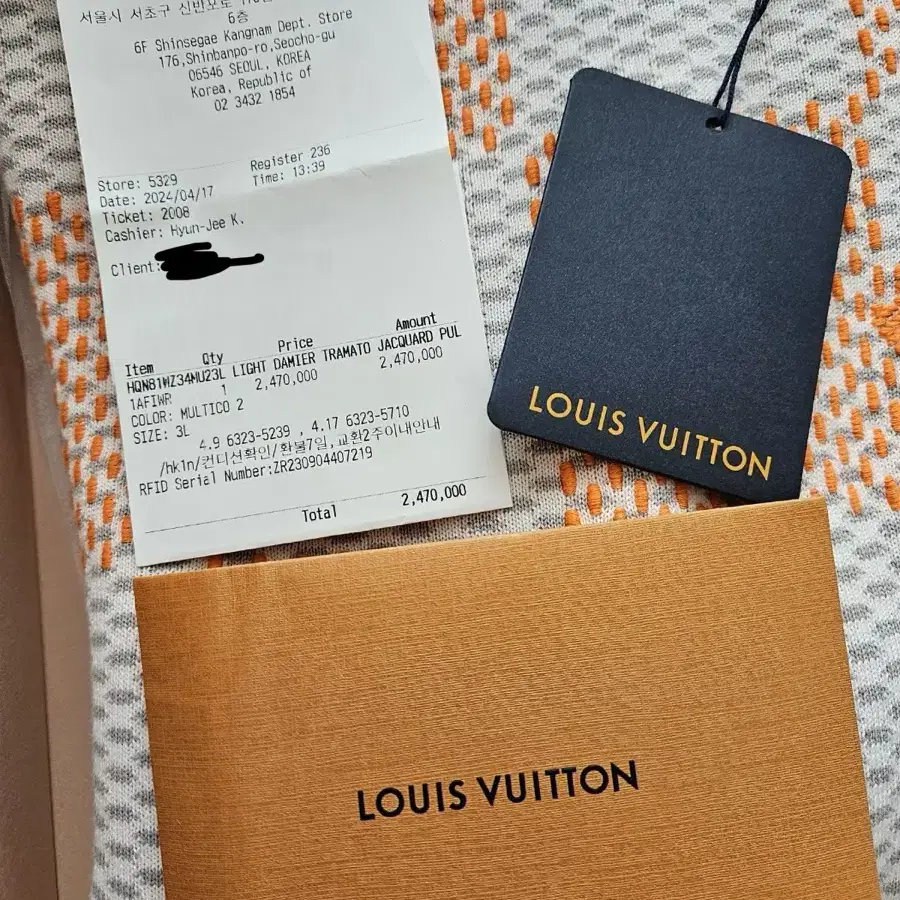 서울시 서초구 신반포로
6층
6F Shinsegae Kangnam Dept. Store
176,Shinbanpo-ro,Seocho-gu
06546 SEOUL, KOREA
Korea, Republic of
02 3432 1854
Store: 5329 Register 236
Date: 2024/04/17 Time: 13:39
Ticket: 2008
Cashier: Hyun-Jee K.
Client:
Item Qty Price Amount
HQN81WZ34MU23L LIGHT DAMIER TRAMATO JACQUARD PUL
1AFIWR 1 2,470,000 2,470,000
COLOR: MULTICO 2
SIZE: 3L
4.9 6323-5239 , 4.17 6323-5710
/hk1n/컨디션확인/환불7일,교환2주이내안내
RFID Serial Number:ZR230904407219
Total 2,470,000
LOUIS VUITTON
LOUIS VUITTON